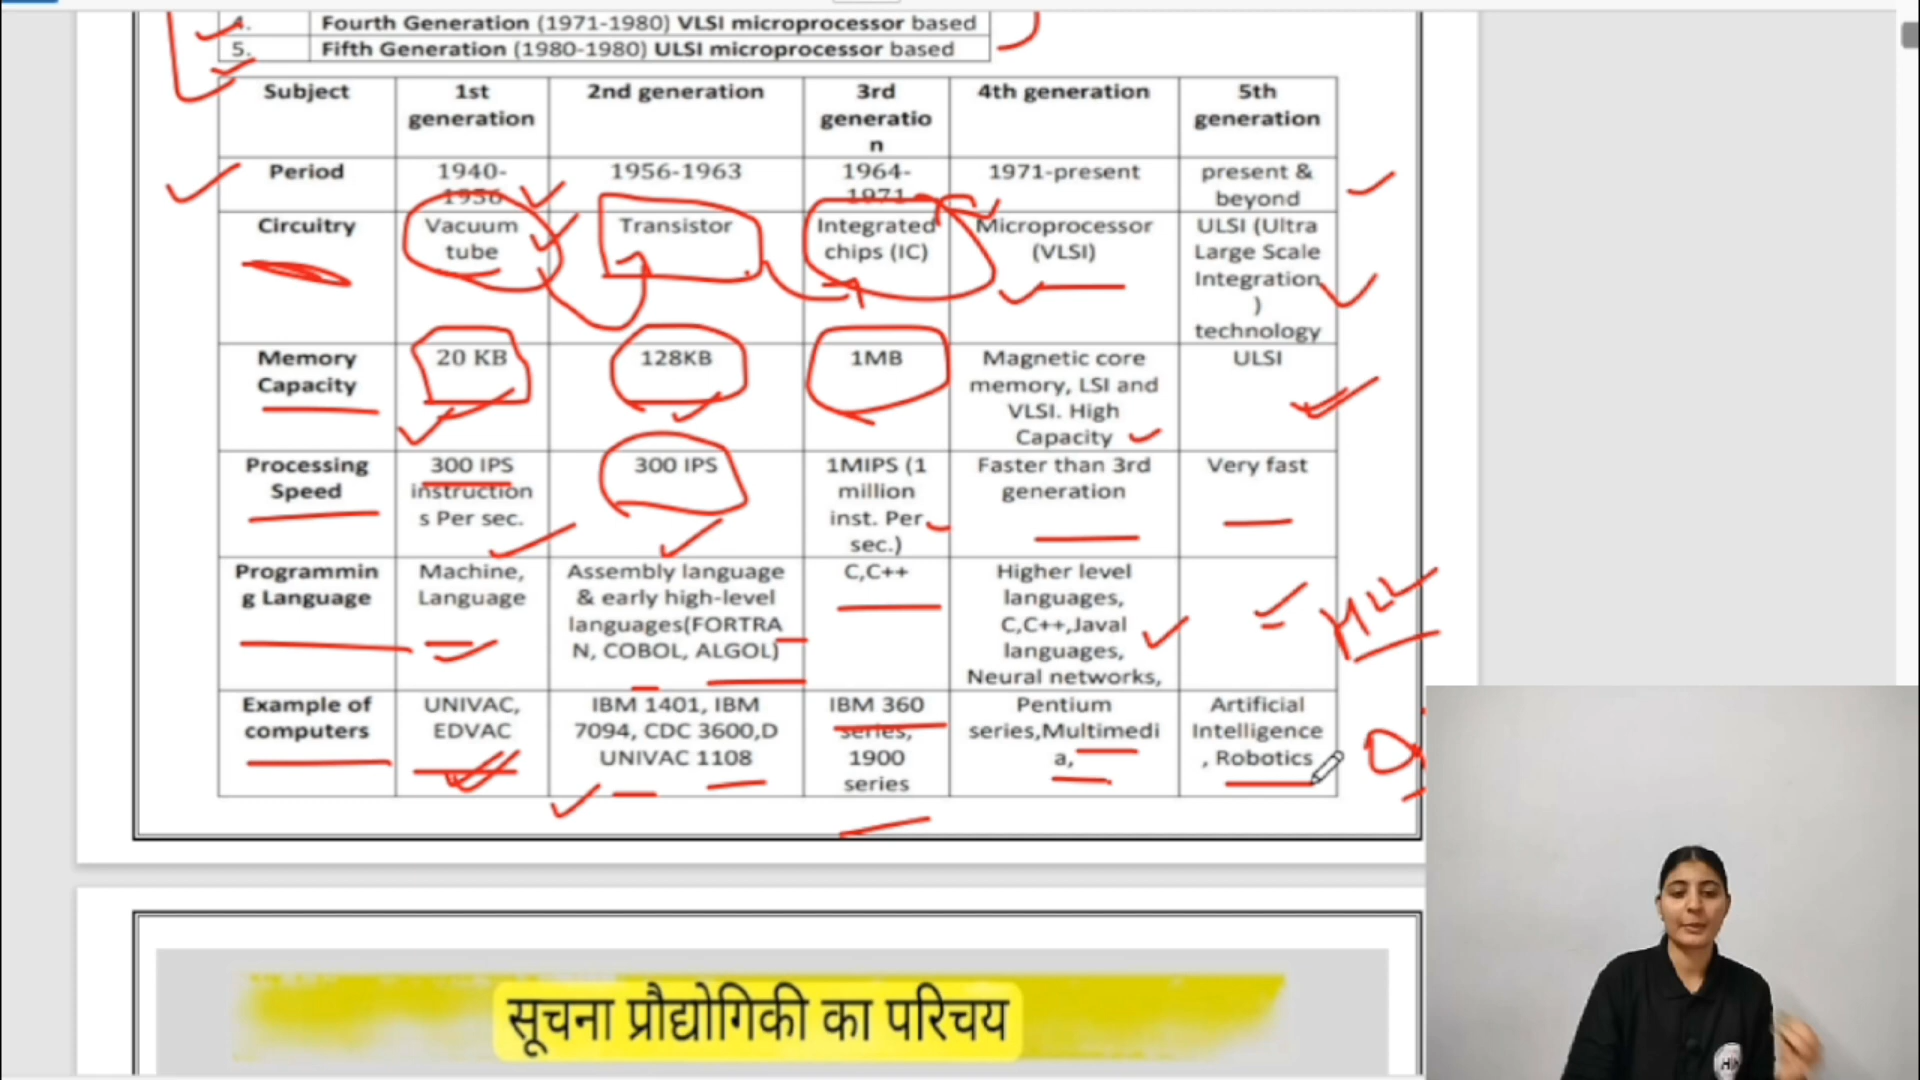 4. Fourth Generation (1971-1980) VLSI microprocessor based
5. Fifth Generation (1980-1980) ULSI microprocessor based
Subject 1st generation 2nd generation 3rd generatio n 4th generation 5th generation
Period 1940-1956 1956-1963 1964-1971 1971-present present & beyond
Circuitry Vacuum tube Transistor Integrated chips (IC) Microprocessor (VLSI) ULSI (Ultra Large Scale Integration ) technology
Memory Capacity 20 KB 128KB 1MB Magnetic core memory, LSI and VLSI. High Capacity ULSI
Processing Speed 300 IPS instruction s Per sec. 300 IPS 1MIPS (1 million inst. Per sec.) Faster than 3rd generation Very fast
Programmin g Language Machine, Language Assembly language & early high-level languages(FORTRA N, COBOL, ALGOL) C,C++ Higher level languages, C,C++,Javal languages, Neural networks,
HLL
Example of computers UNIVAC, EDVAC IBM 1401, IBM 7094, CDC 3600,D UNIVAC 1108 IBM 360 series, 1900 series Pentium series,Multimedi a, Artificial Intelligence , Robotics
सूचना प्रौद्योगिकी का परिचय